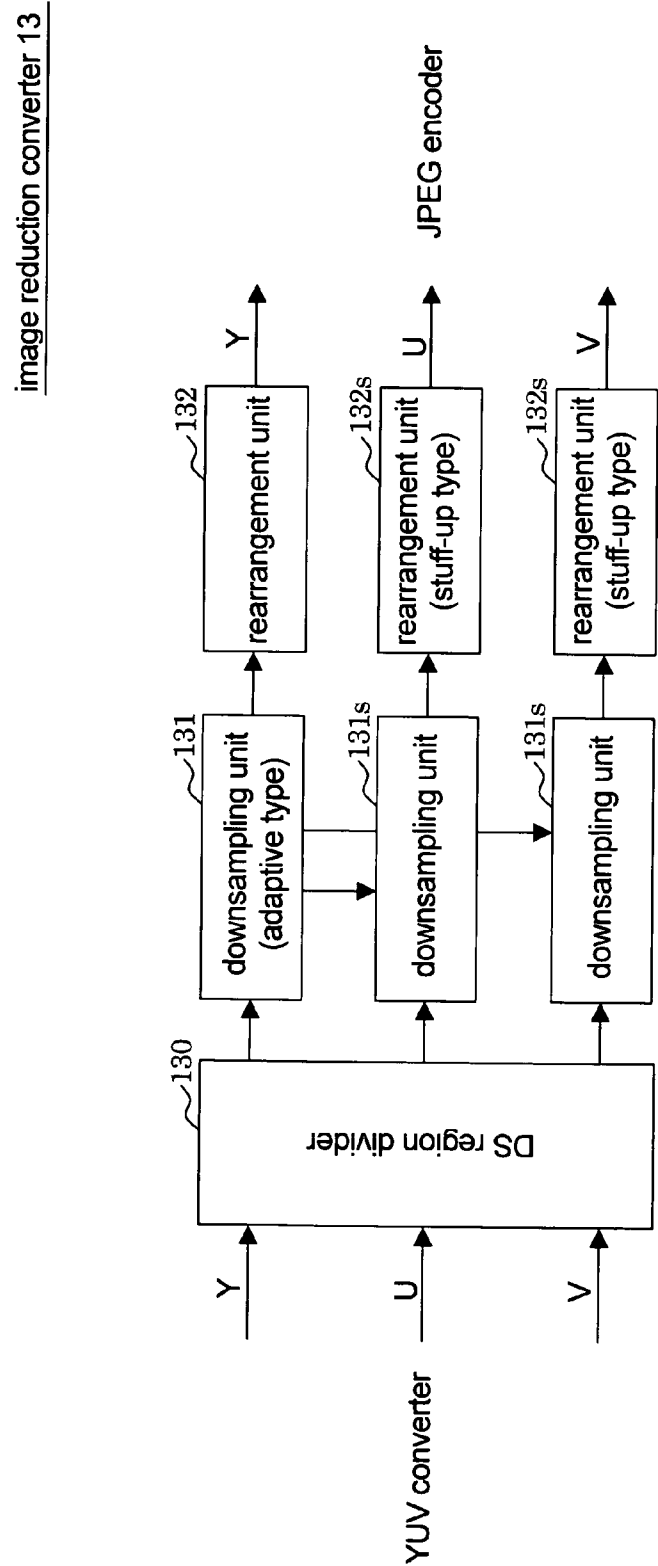 image reduction converter 13
YUV converter
Y
U
V
130
DS region divider
131
downsampling unit
(adaptive type)
131s
downsampling unit
131s
downsampling unit
132
rearrangement unit
132s
rearrangement unit
(stuff-up type)
132s
rearrangement unit
(stuff-up type)
Y
U
V
JPEG encoder